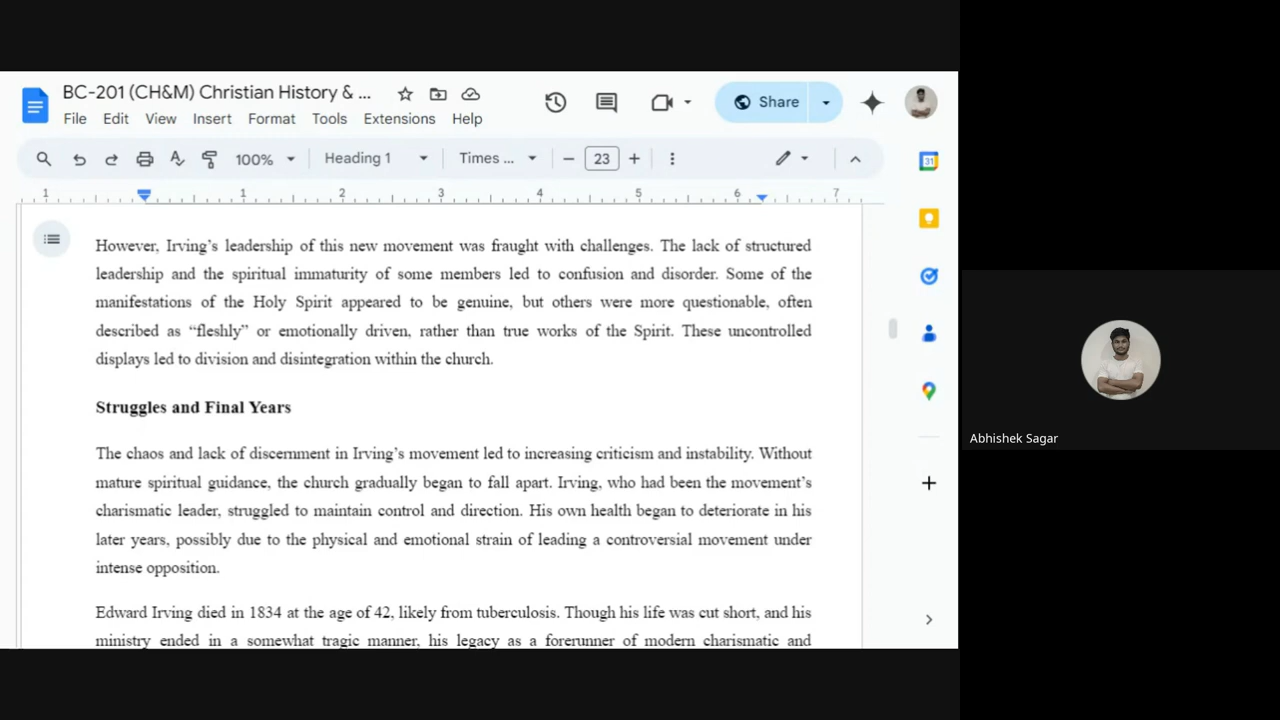 BC-201 (CH&M) Christian History & ...
File Edit View Insert Format Tools Extensions Help
Share
100% Heading 1 Times ... 23
1 1 2 3 4 5 6 7
31
However, Irving’s leadership of this new movement was fraught with challenges. The lack of structured
leadership and the spiritual immaturity of some members led to confusion and disorder. Some of the
manifestations of the Holy Spirit appeared to be genuine, but others were more questionable, often
described as “fleshly” or emotionally driven, rather than true works of the Spirit. These uncontrolled
displays led to division and disintegration within the church.
Struggles and Final Years
The chaos and lack of discernment in Irving’s movement led to increasing criticism and instability. Without
mature spiritual guidance, the church gradually began to fall apart. Irving, who had been the movement’s
charismatic leader, struggled to maintain control and direction. His own health began to deteriorate in his
later years, possibly due to the physical and emotional strain of leading a controversial movement under
intense opposition.
Edward Irving died in 1834 at the age of 42, likely from tuberculosis. Though his life was cut short, and his
ministry ended in a somewhat tragic manner, his legacy as a forerunner of modern charismatic and
Abhishek Sagar